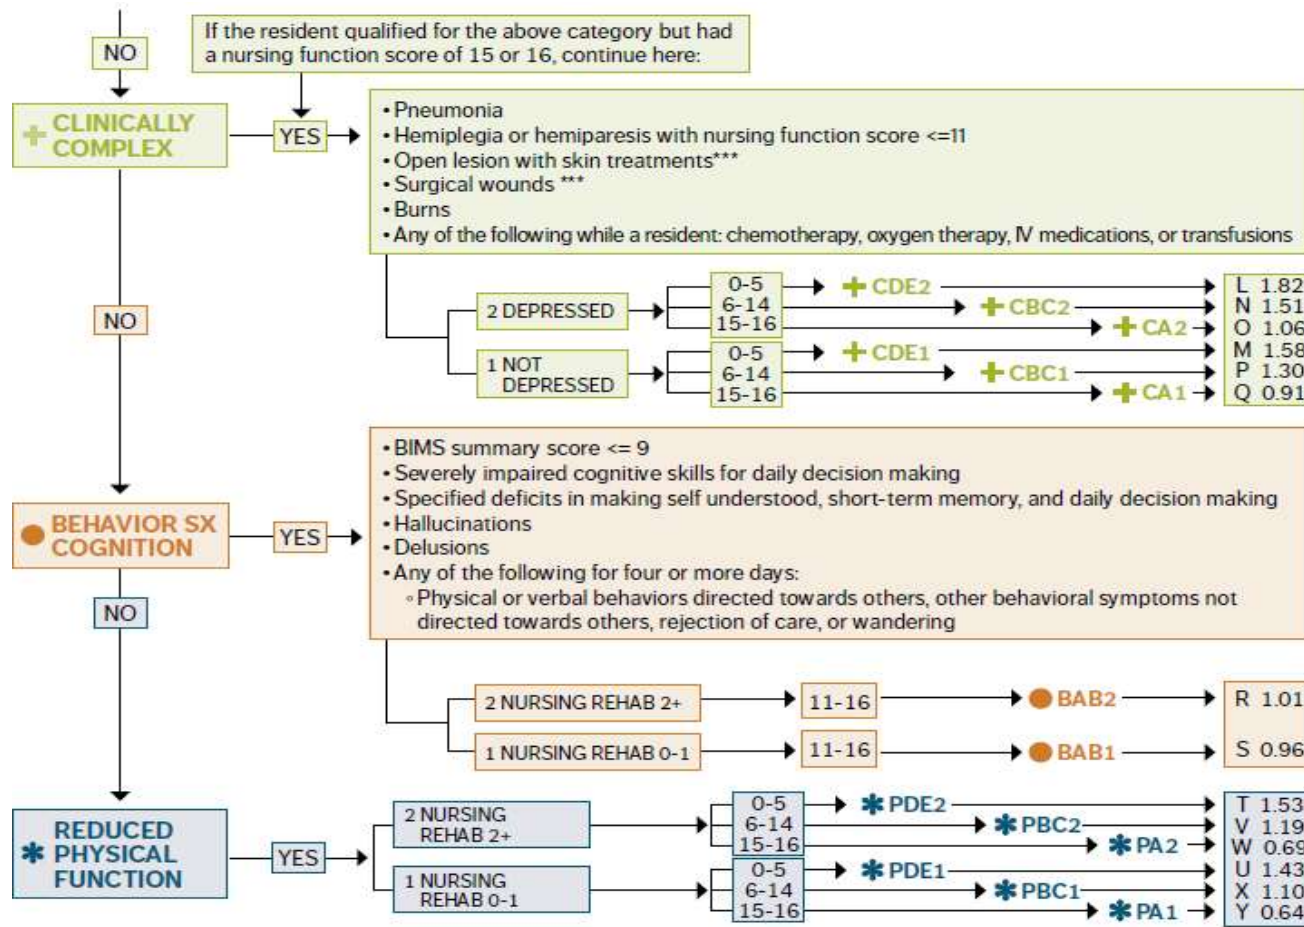 If the resident qualified for the above category but had
a nursing function score of 15 or 16, continue here:
NO
+ CLINICALLY
COMPLEX
YES
• Pneumonia
• Hemiplegia or hemiparesis with nursing function score <=11
• Open lesion with skin treatments***
• Surgical wounds ***
• Burns
• Any of the following while a resident: chemotherapy, oxygen therapy, IV medications, or transfusions
2 DEPRESSED
0-5
6-14
15-16
+ CDE2
+ CBC2
+ CA2
L 1.82
N 1.51
O 1.06
1 NOT
DEPRESSED
0-5
6-14
15-16
+ CDE1
+ CBC1
+ CA1
M 1.58
P 1.30
Q 0.91
NO
BEHAVIOR SX
COGNITION
YES
• BIMS summary score <= 9
• Severely impaired cognitive skills for daily decision making
• Specified deficits in making self understood, short-term memory, and daily decision making
• Hallucinations
• Delusions
• Any of the following for four or more days:
◦ Physical or verbal behaviors directed towards others, other behavioral symptoms not
directed towards others, rejection of care, or wandering
2 NURSING REHAB 2+
11-16
BAB2
R 1.01
1 NURSING REHAB 0-1
11-16
BAB1
S 0.96
NO
* REDUCED
PHYSICAL
FUNCTION
YES
2 NURSING
REHAB 2+
0-5
6-14
15-16
* PDE2
* PBC2
* PA2
T 1.53
V 1.19
W 0.69
1 NURSING
REHAB 0-1
0-5
6-14
15-16
* PDE1
* PBC1
* PA1
U 1.43
X 1.10
Y 0.64